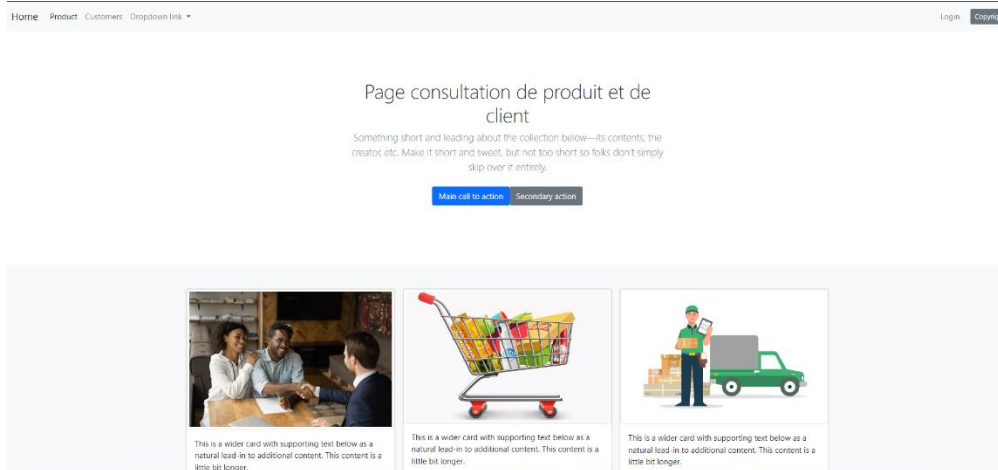 Home Product Customers Dropdown link Login Copyrig
Page consultation de produit et de
client
Something short and leading about the collection below—its contents, the
creator, etc. Make it short and sweet, but not too short so folks don't simply
skip over it entirely.
Main call to action Secondary action
This is a wider card with supporting text below as a
natural lead-in to additional content. This content is a
little bit longer.
This is a wider card with supporting text below as a
natural lead-in to additional content. This content is a
little bit longer.
This is a wider card with supporting text below as a
natural lead-in to additional content. This content is a
little bit longer.